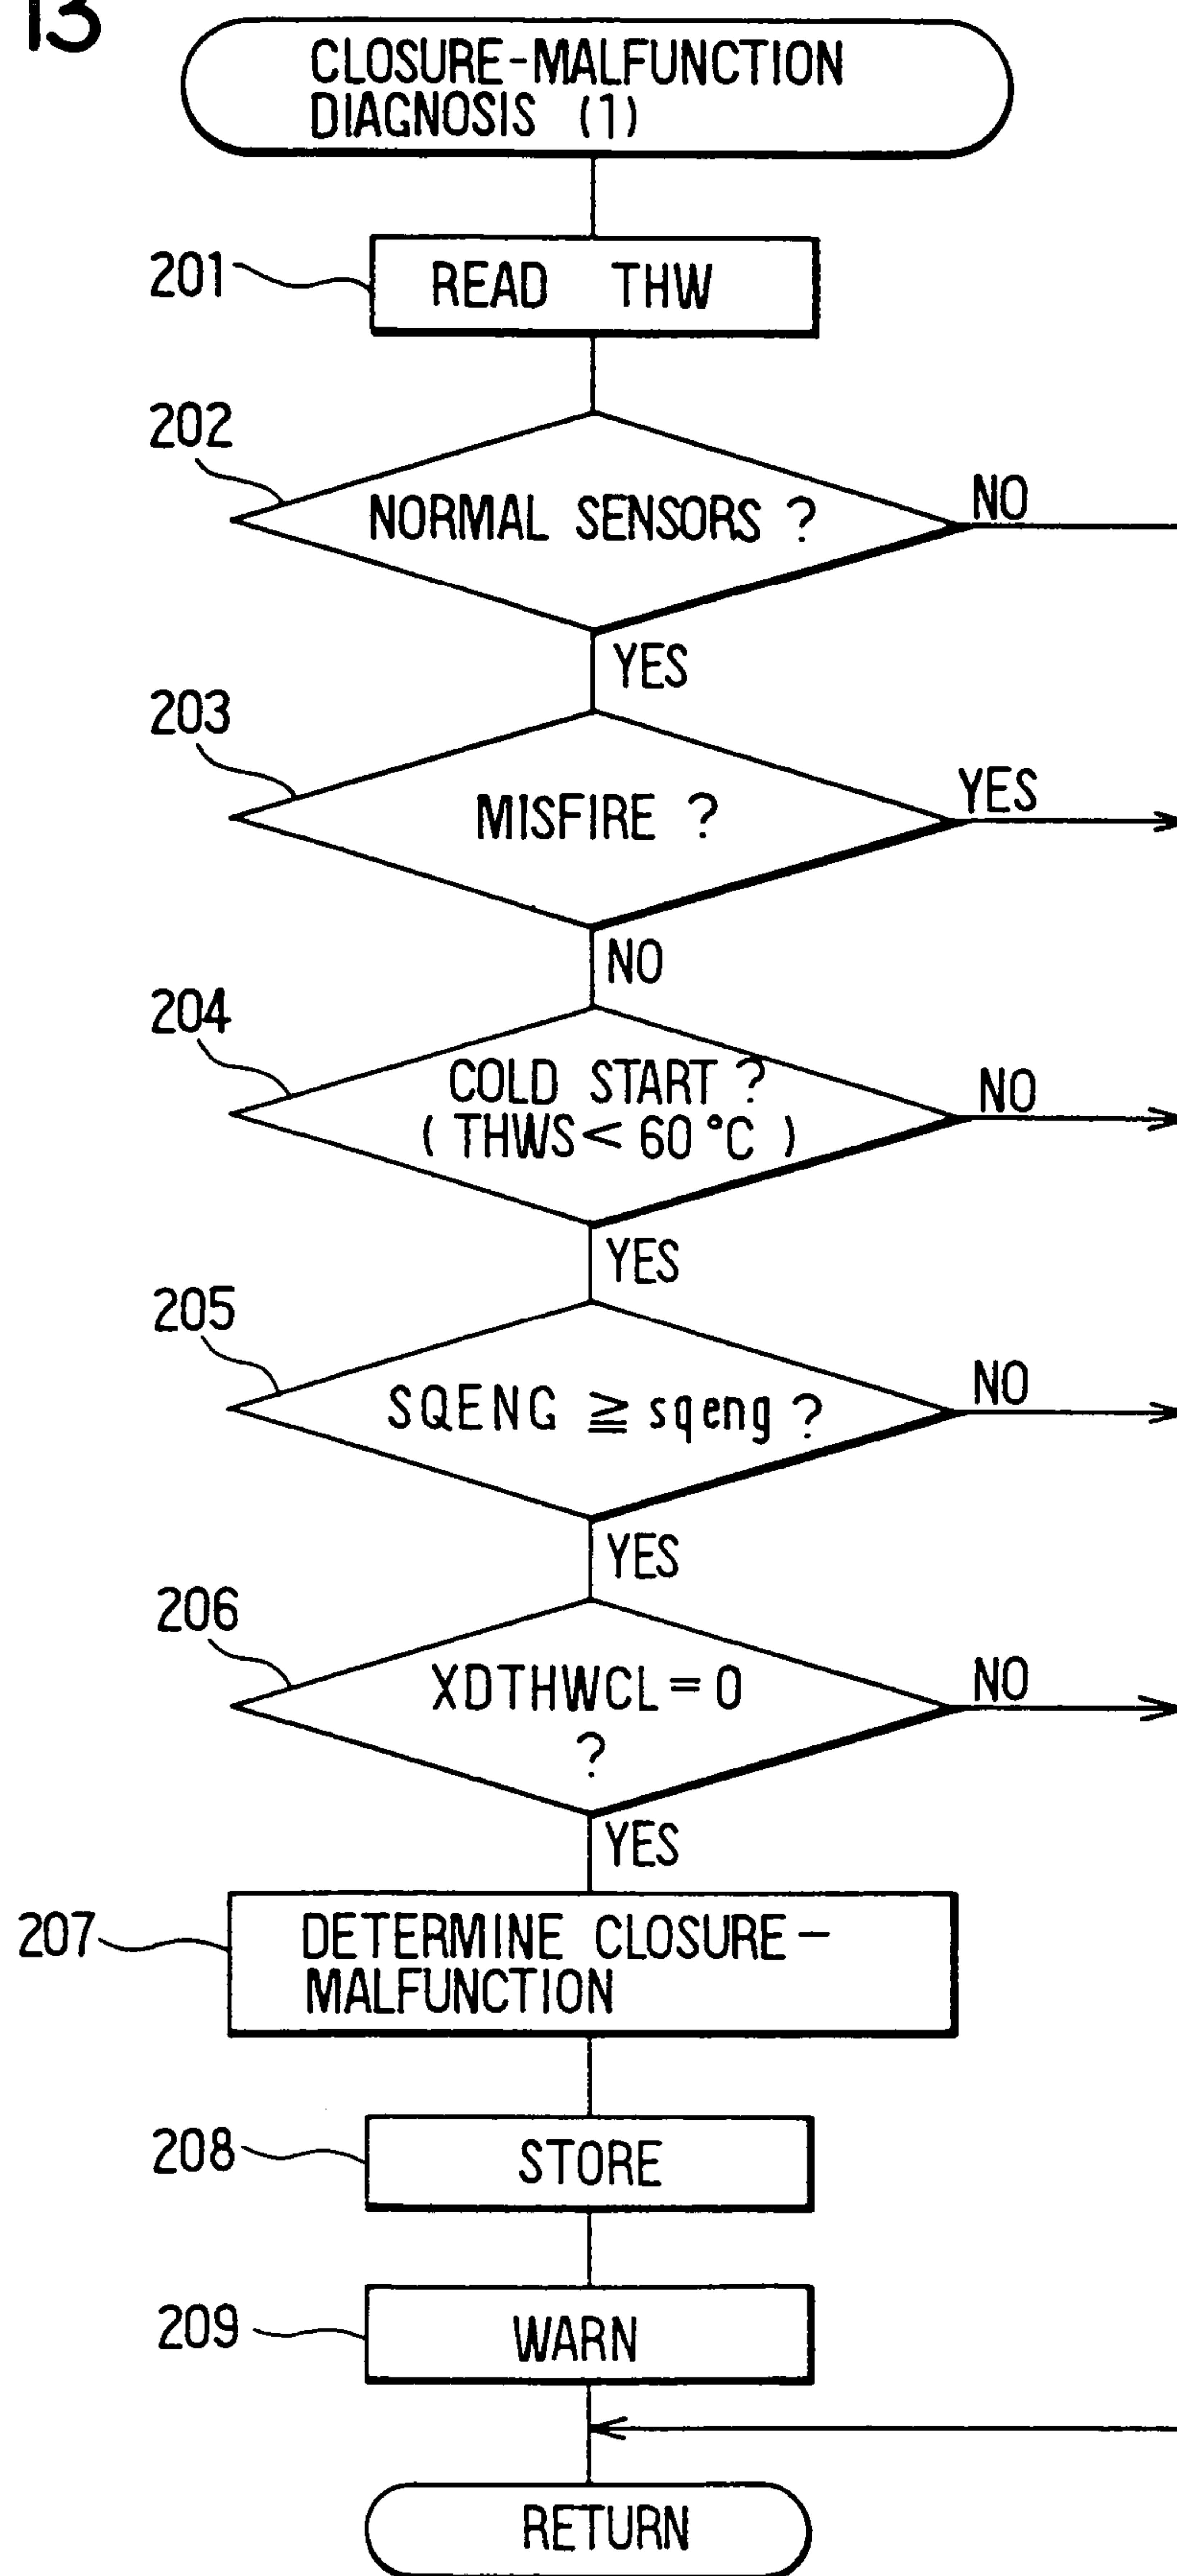 13
CLOSURE-MALFUNCTION
DIAGNOSIS (1)
201
READ THW
202
NORMAL SENSORS ?
NO
YES
203
MISFIRE ?
YES
NO
204
COLD START ?
( THWS < 60 °C )
NO
YES
205
SQENG ≧ sqeng ?
NO
YES
206
XDTHWCL = 0
?
NO
YES
207
DETERMINE CLOSURE-
MALFUNCTION
208
STORE
209
WARN
RETURN